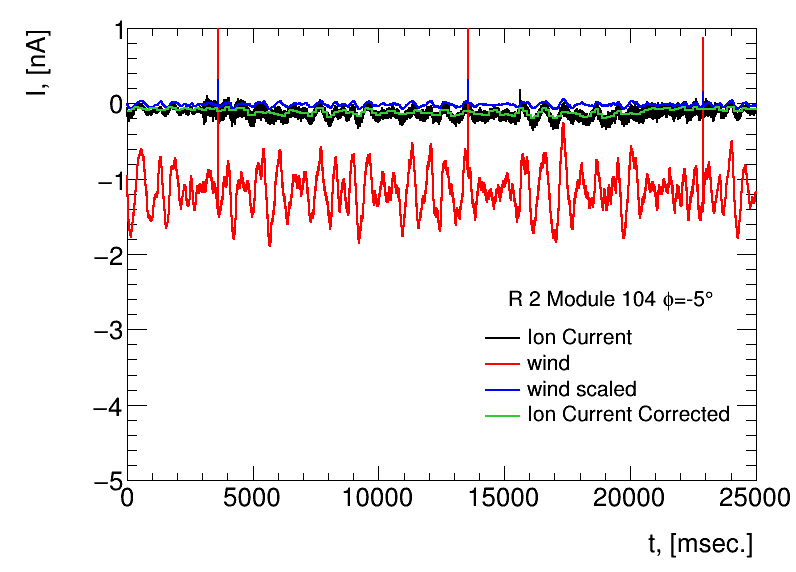 I, [nA]
1
0
−1
−2
−3
−4
−5
R 2 Module 104 ϕ=-5°
Ion Current
wind
wind scaled
Ion Current Corrected
0 5000 10000 15000 20000 25000
t, [msec.]